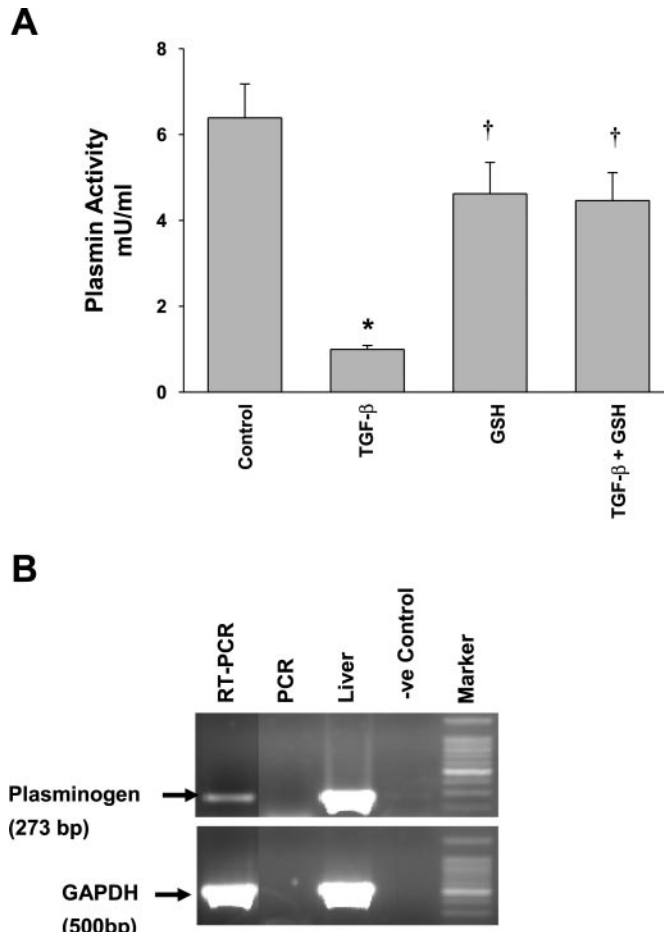 A
Plasmin Activity
mU/ml
8
6
4
2
0
*
†
†
Control
TGF-β
GSH
TGF-β + GSH
B
RT-PCR
PCR
Liver
-ve Control
Marker
Plasminogen
(273 bp)
GAPDH
(500bp)